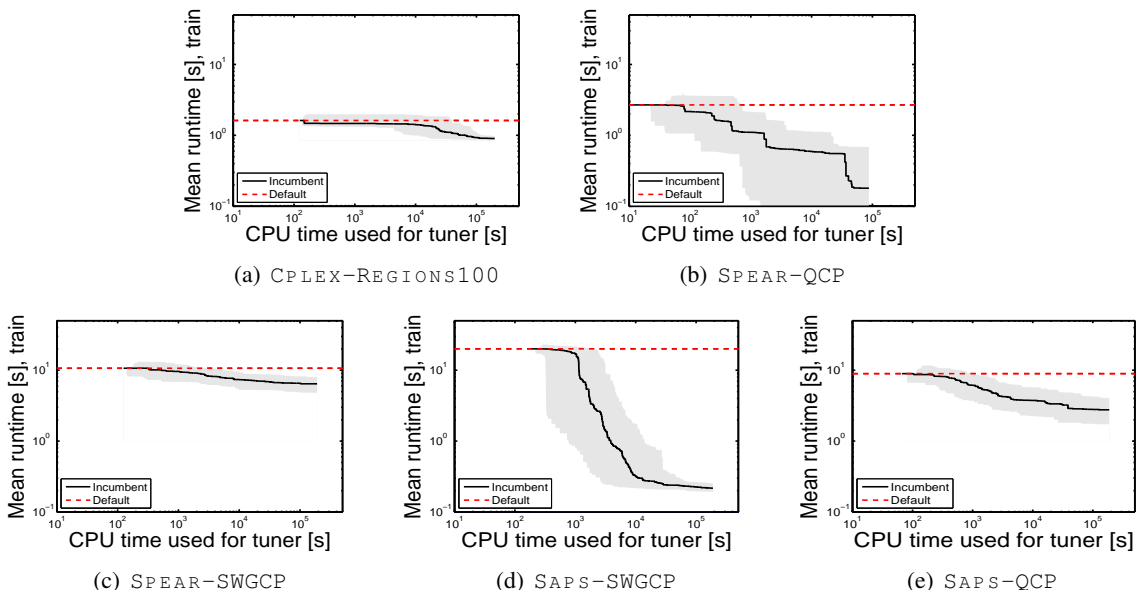 Mean runtime [s], train
10^1
10^0
10^-1
Incumbent
Default
10^1 10^2 10^3 10^4 10^5
CPU time used for tuner [s]
(a) CPLEX-REGIONS100
Mean runtime [s], train
10^1
10^0
10^-1
Incumbent
Default
10^1 10^2 10^3 10^4 10^5
CPU time used for tuner [s]
(b) SPEAR-QCP
Mean runtime [s], train
10^1
10^0
10^-1
Incumbent
Default
10^1 10^2 10^3 10^4 10^5
CPU time used for tuner [s]
(c) SPEAR-SWGCP
Mean runtime [s], train
10^1
10^0
10^-1
Incumbent
Default
10^1 10^2 10^3 10^4 10^5
CPU time used for tuner [s]
(d) SAPS-SWGCP
Mean runtime [s], train
10^1
10^0
10^-1
Incumbent
Default
10^1 10^2 10^3 10^4 10^5
CPU time used for tuner [s]
(e) SAPS-QCP